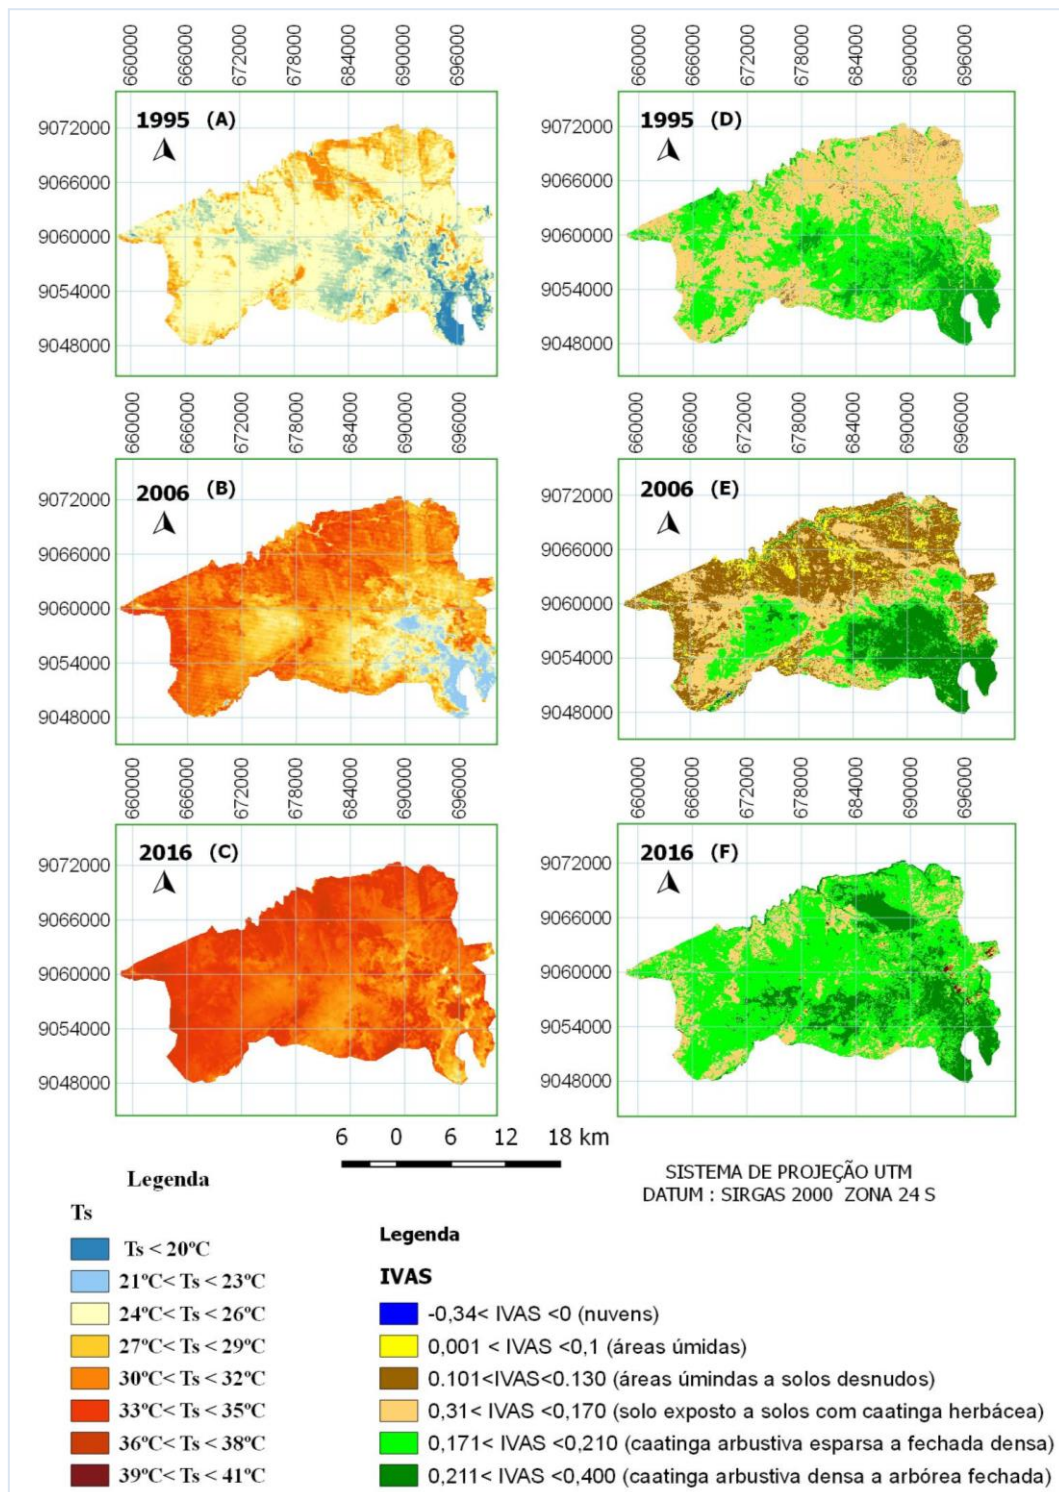 660000 666000 672000 678000 684000 690000 696000
660000 666000 672000 678000 684000 690000 696000
1995 (A)
9072000
9066000
9060000
9054000
9048000
1995 (D)
9072000
9066000
9060000
9054000
9048000
660000 666000 672000 678000 684000 690000 696000
660000 666000 672000 678000 684000 690000 696000
2006 (B)
9072000
9066000
9060000
9054000
9048000
2006 (E)
9072000
9066000
9060000
9054000
9048000
660000 666000 672000 678000 684000 690000 696000
660000 666000 672000 678000 684000 690000 696000
2016 (C)
9072000
9066000
9060000
9054000
9048000
2016 (F)
9072000
9066000
9060000
9054000
9048000
6 0 6 12 18 km
SISTEMA DE PROJEÇÃO UTM
DATUM : SIRGAS 2000 ZONA 24 S
Legenda
Ts
Ts < 20ºC
21ºC< Ts < 23ºC
24ºC< Ts < 26ºC
27ºC< Ts < 29ºC
30ºC< Ts < 32ºC
33ºC< Ts < 35ºC
36ºC< Ts < 38ºC
39ºC< Ts < 41ºC
Legenda
IVAS
-0,34< IVAS <0 (nuvens)
0,001 < IVAS <0,1 (áreas úmidas)
0.101<IVAS<0.130 (áreas úmindas a solos desnudos)
0,31< IVAS <0,170 (solo exposto a solos com caatinga herbácea)
0,171< IVAS <0,210 (caatinga arbustiva esparsa a fechada densa)
0,211< IVAS <0,400 (caatinga arbustiva densa a arbórea fechada)